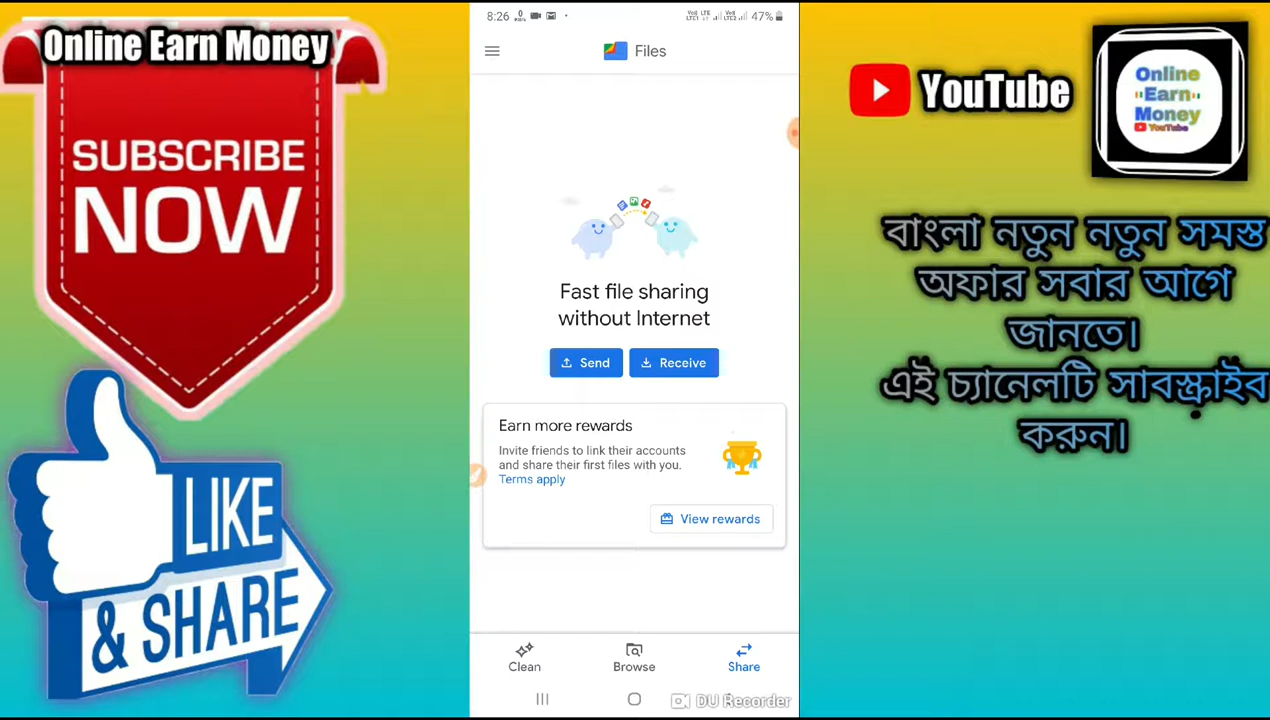 Online Earn Money
SUBSCRIBE
NOW
LIKE
& SHARE
8:26
47%
Files
Fast file sharing
without Internet
Send
Receive
Earn more rewards
Invite friends to link their accounts
and share their first files with you.
Terms apply
View rewards
Clean
Browse
Share
DU Recorder
YouTube
Online
Earn
Money
YouTube
বাংলা নতুন নতুন সমস্ত
অফার সবার আগে
জানতে।
এই চ্যানেলটি সাবস্ক্রাইব
করুন।